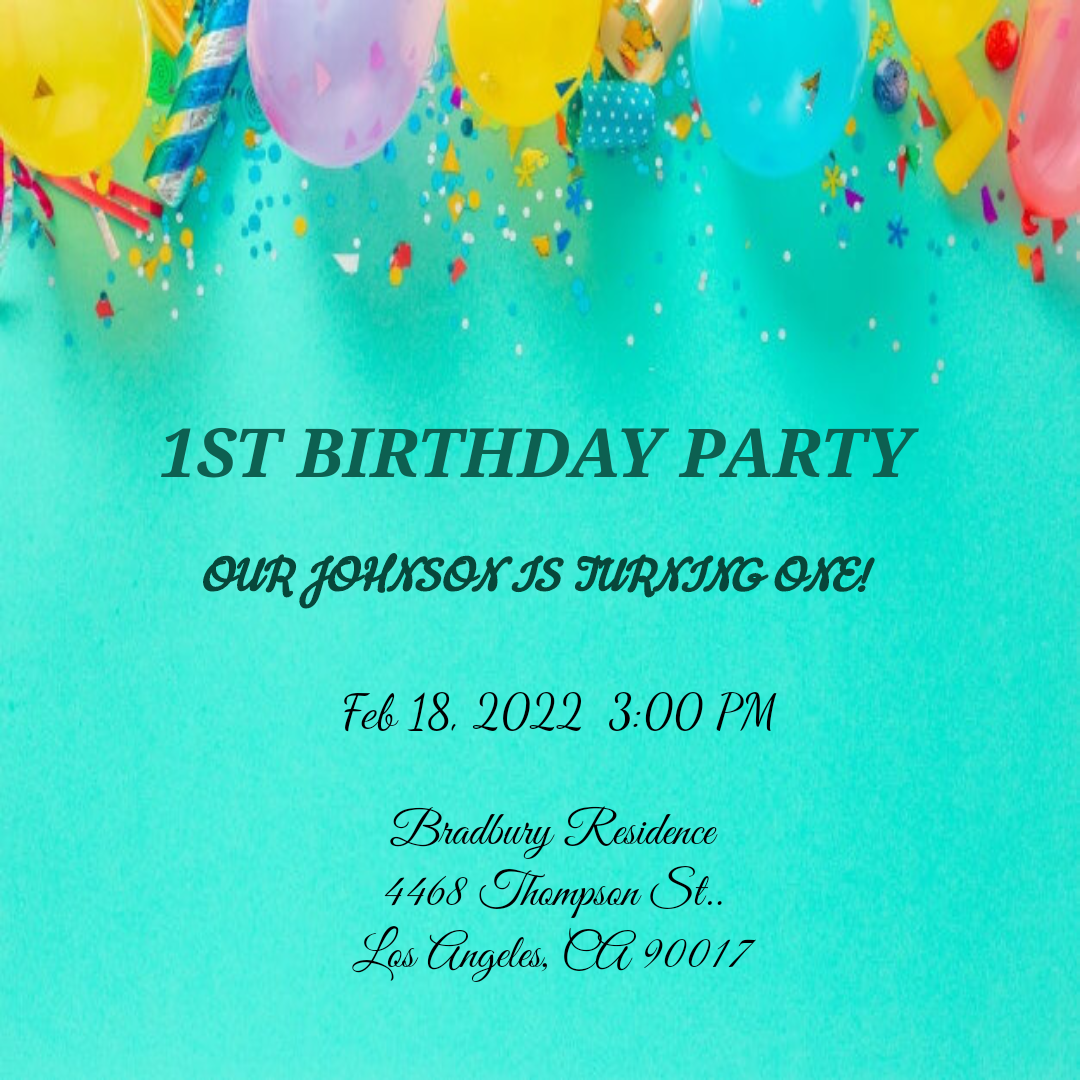 1ST BIRTHDAY PARTY
OUR JOHNSON IS TURNING ONE!
Feb 18, 2022 3:00 PM
Bradbury Residence
4468 Thompson St..
Los Angeles, CA 90017